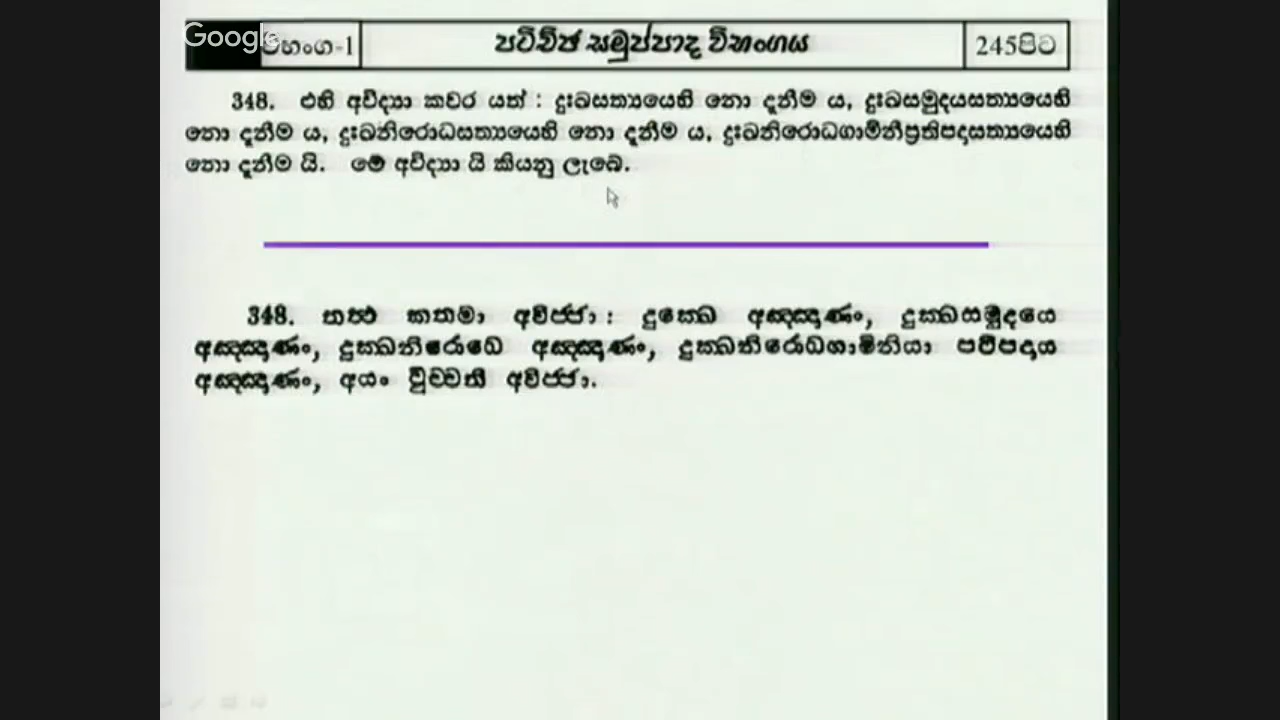 Google
විභංග-1 පටිච්ඡ සමුප්පාද විභංගය 245පිට
348. එහි අවිද්‍යා කවර යත් : දුඃඛසත්‍යයෙහි නො දැනීම ය, දුඃඛසමුදයසත්‍යයෙහි
නො දැනීම ය, දුඃඛනිරොධසත්‍යයෙහි නො දැනීම ය, දුඃඛනිරොධගාමිනීප්‍රතිපදාසත්‍යයෙහි
නො දැනීම යි. මේ අවිද්‍යා යි කියනු ලැබේ.
348. තත්‍ථ කතමා අවිජ්ජා : දුක්ඛෙ අඤ්ඤාණං, දුක්ඛසමුදයෙ
අඤ්ඤාණං, දුක්ඛනිරොධෙ අඤ්ඤාණං, දුක්ඛනිරොධගාමිනියා පටිපදාය
අඤ්ඤාණං, අයං වුච්චති අවිජ්ජා.